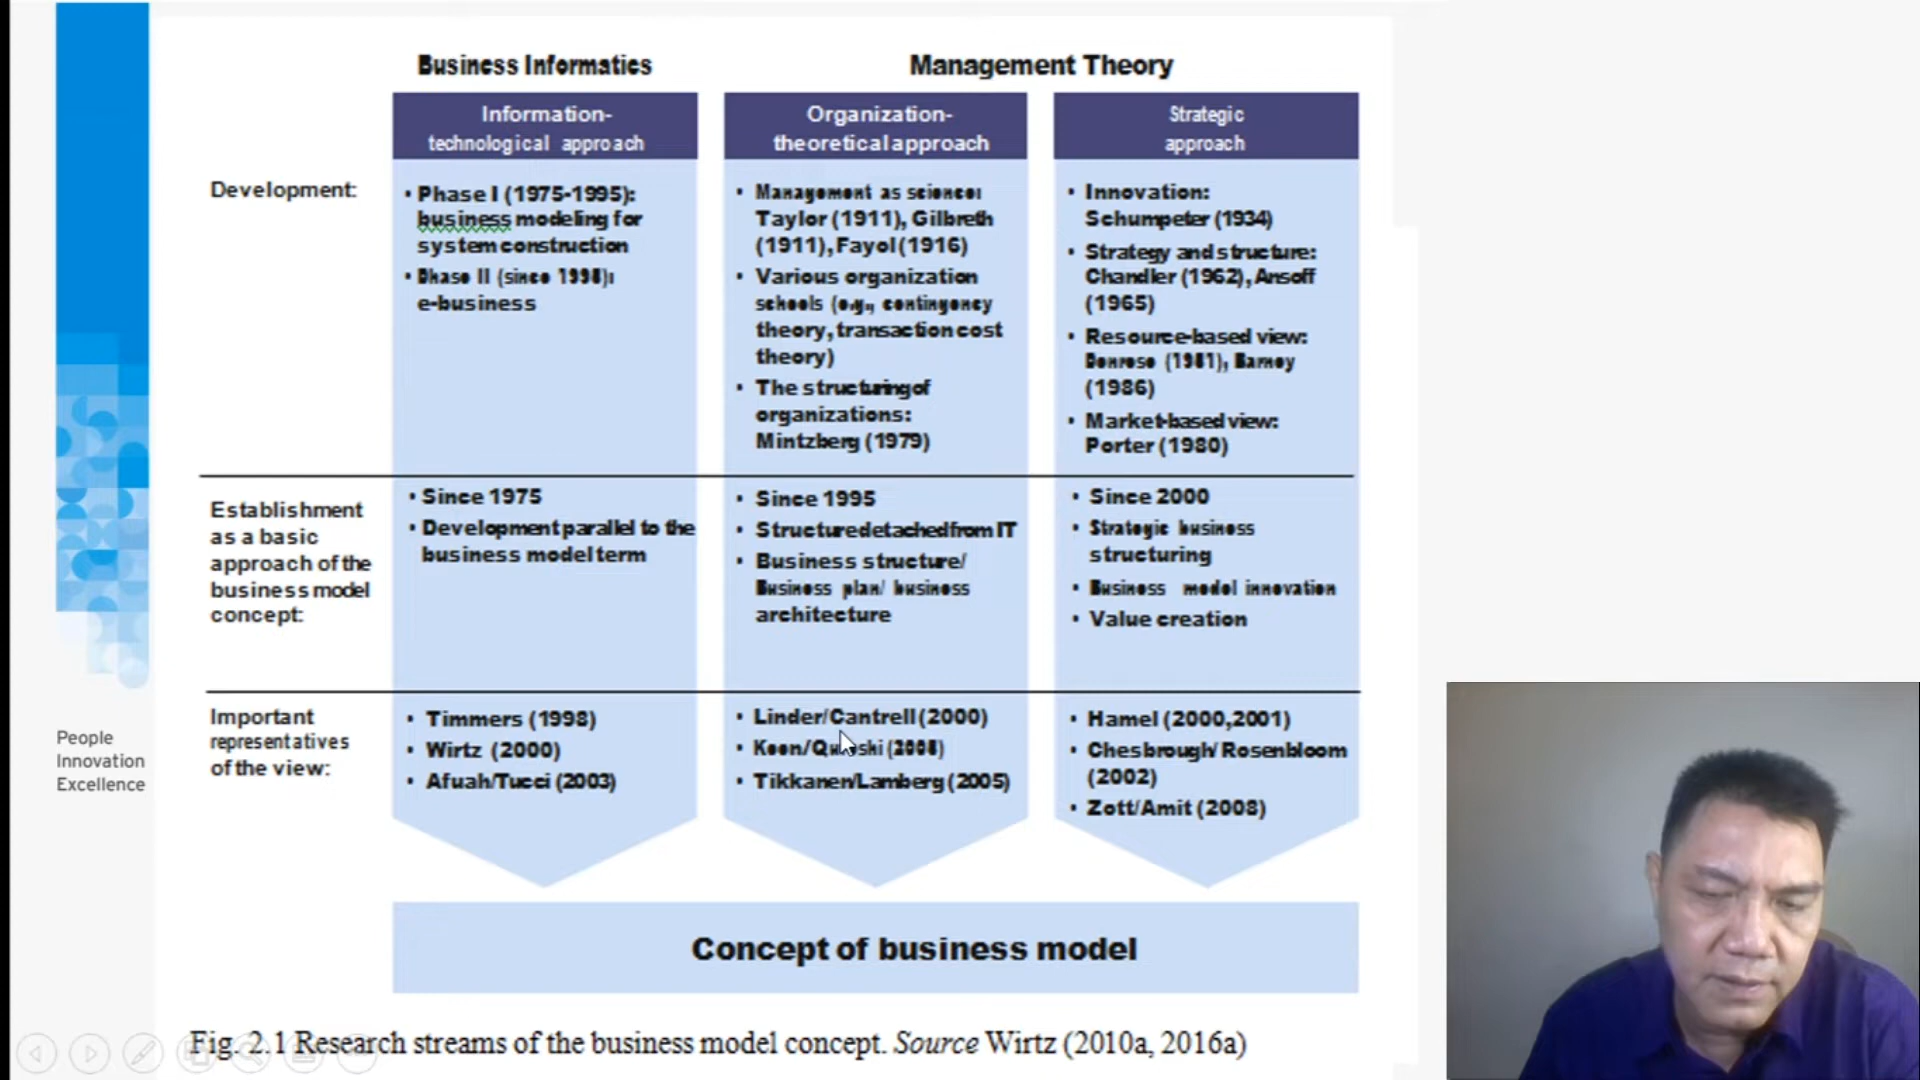 Business Informatics
Management Theory
Information-
technological approach
Organization-
theoretical approach
Strategic
approach
Development:
• Phase I (1975-1995):
business modeling for
system construction
• Phase II (since 1995):
e-business
• Management as science:
Taylor (1911), Gilbreth
(1911), Fayol (1916)
• Various organization
schools (e.g., contingency
theory, transaction cost
theory)
• The structuring of
organizations:
Mintzberg (1979)
• Innovation:
Schumpeter (1934)
• Strategy and structure:
Chandler (1962), Ansoff
(1965)
• Resource-based view:
Penrose Barney
(1986)
• Market-based view:
Porter (1980)
Establishment
as a basic
approach of the
business model
concept:
• Since 1975
• Development parallel to the
business model term
• Since 1995
• Structure detached from IT
• Business structure/
Business plan/ business
architecture
• Since 2000
• Strategic business
structuring
• Business model innovation
• Value creation
Important
representatives
of the view:
• Timmers (1998)
• Wirtz (2000)
• Afuah/Tucci (2003)
• Linder/Cantrell (2000)
• Tikkanen/Lamberg (2005)
• Hamel (2000,2001)
• Chesbrough/ Rosenbloom
(2002)
• Zott/Amit (2008)
Concept of business model
Fig. 2.1 Research streams of the business model concept. Source Wirtz (2010a, 2016a)
People
Innovation
Excellence